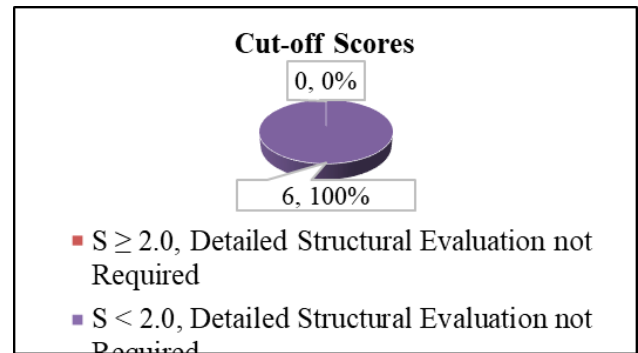 Cut-off Scores
0, 0%
6, 100%
S ≥ 2.0, Detailed Structural Evaluation not
Required
S < 2.0, Detailed Structural Evaluation not
Required